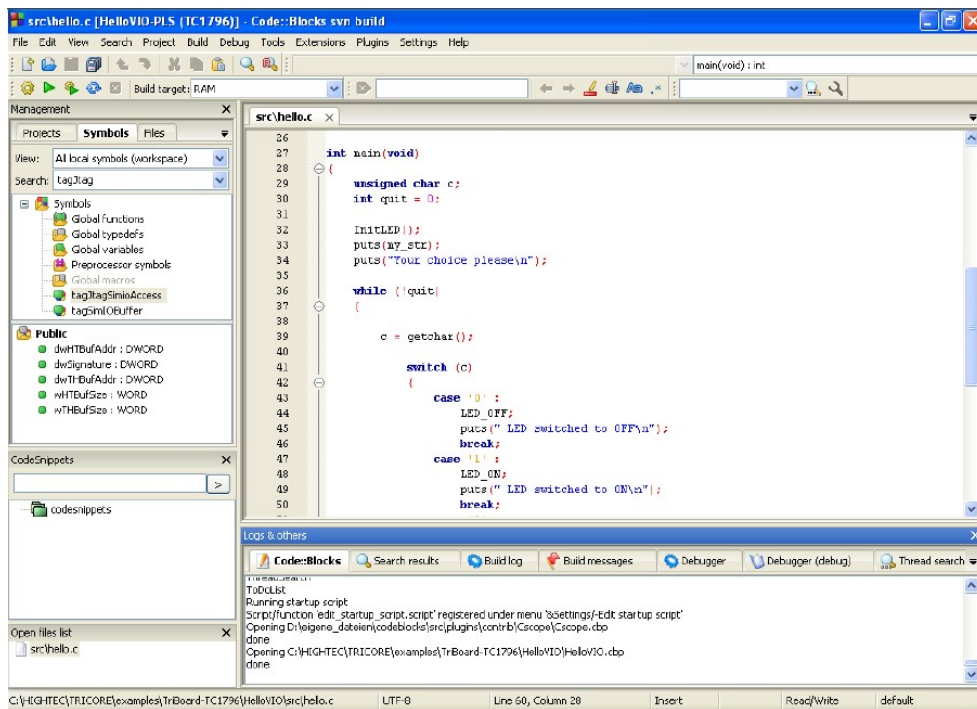 src\hello.c [HelloVIO-PLS (TC1796)] - Code::Blocks svn build
File Edit View Search Project Build Debug Tools Extensions Plugins Settings Help
main(void) : int
Build target: RAM
Management
Projects Symbols Files
View: All local symbols (workspace)
Search: tagJtag
Symbols
Global functions
Global typedefs
Global variables
Preprocessor symbols
Global macros
tagJtagSimioAccess
tagSimIOBuffer
Public
dwHTBufAddr : DWORD
dwSignature : DWORD
dwTHBufAddr : DWORD
wHTBufSize : WORD
wTHBufSize : WORD
CodeSnippets
>
codesnippets
Open files list
src\hello.c
src\hello.c
26
27 int main(void)
28 {
29 unsigned char c;
30 int quit = 0;
31
32 InitLED();
33 puts(my_str);
34 puts("Your choice please\n");
35
36 while (!quit)
37 {
38
39 c = getchar();
40
41 switch (c)
42 {
43 case '0' :
44 LED_OFF;
45 puts(" LED switched to OFF\n");
46 break;
47 case '1' :
48 LED_ON;
49 puts(" LED switched to ON\n");
50 break;
Logs & others
Code::Blocks Search results Build log Build messages Debugger Debugger (debug) Thread search
ThreadSearch
ToDoList
Running startup script
Script/function 'edit_startup_script.script' registered under menu '&Settings/-Edit startup script'
Opening D:\eigene_dateien\codeblocks\src\plugins\contrib\Cscope\Cscope.cbp
done
Opening C:\HIGHTEC\TRICORE\examples\TriBoard-TC1796\HelloVIO\HelloVIO.cbp
done
C:\HIGHTEC\TRICORE\examples\TriBoard-TC1796\HelloVIO\src\hello.c UTF-8 Line 60, Column 28 Insert Read/Write default